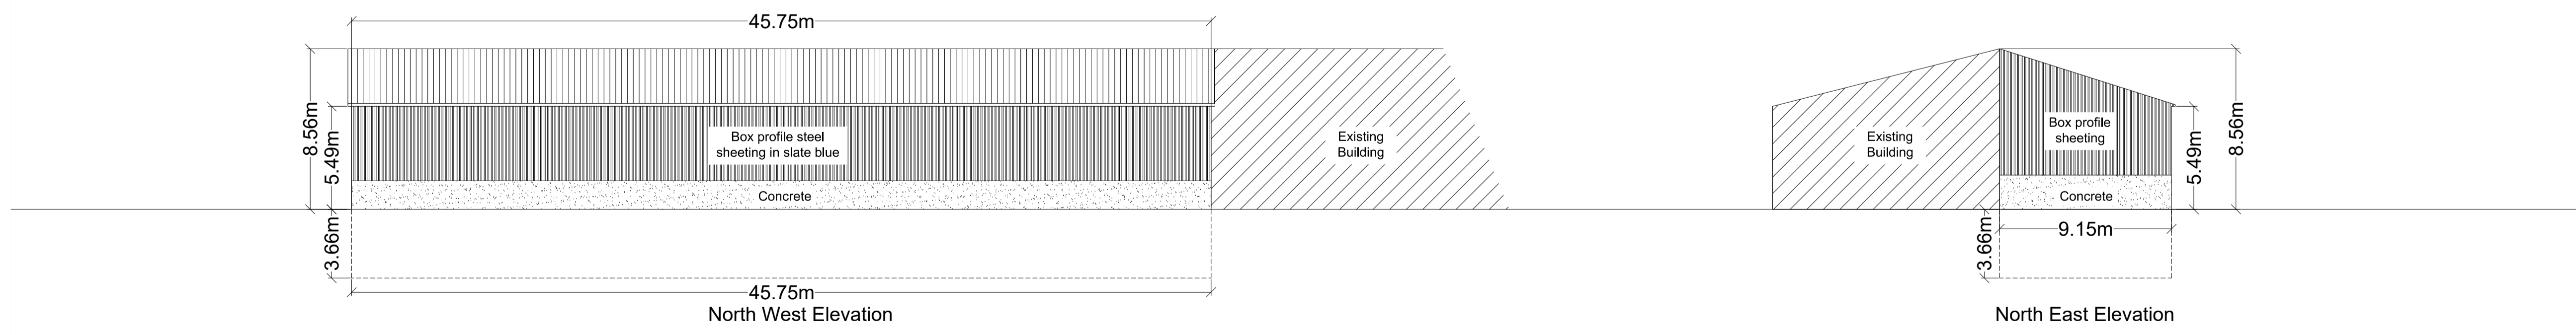 45.75m
8.56m
5.49m
3.66m
Box profile steel
sheeting in slate blue
Concrete
Existing
Building
45.75m
North West Elevation
Existing
Building
Box profile
sheeting
Concrete
5.49m
8.56m
3.66m
9.15m
North East Elevation